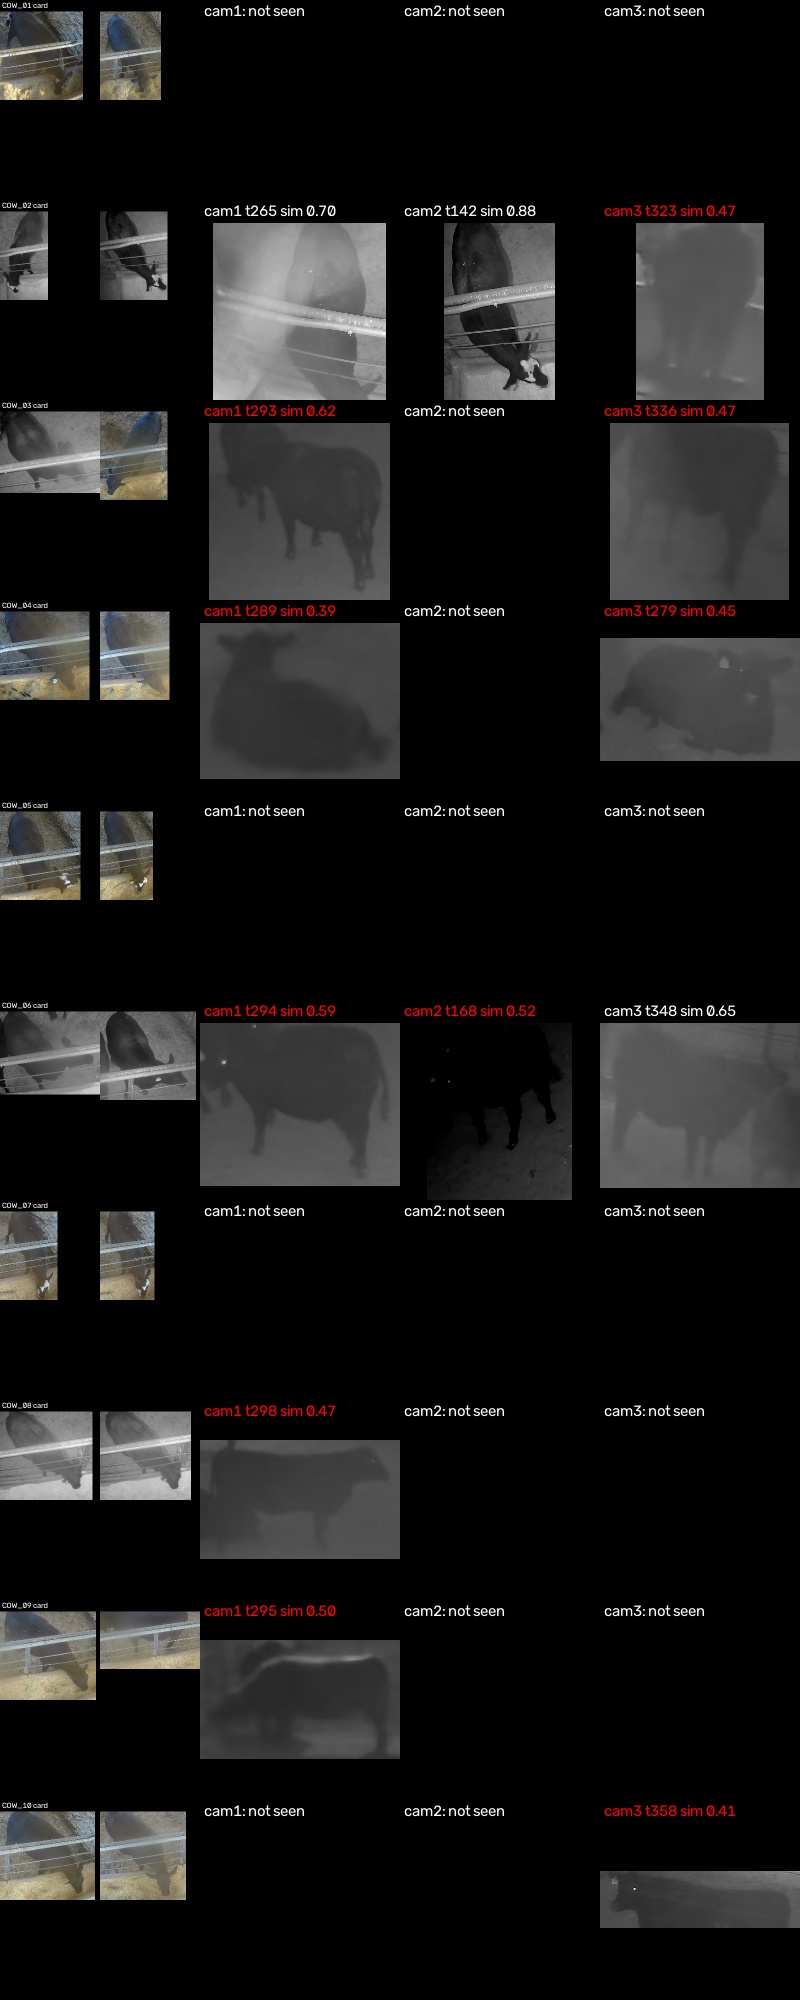 COW_01 card
cam1: not seen
cam2: not seen
cam3: not seen
COW_02 card
cam1 t265 sim 0.70
cam2 t142 sim 0.88
cam3 t323 sim 0.47
COW_03 card
cam1 t293 sim 0.62
cam2: not seen
cam3 t336 sim 0.47
COW_04 card
cam1 t289 sim 0.39
cam2: not seen
cam3 t279 sim 0.45
COW_05 card
cam1: not seen
cam2: not seen
cam3: not seen
COW_06 card
cam1 t294 sim 0.59
cam2 t168 sim 0.52
cam3 t348 sim 0.65
COW_07 card
cam1: not seen
cam2: not seen
cam3: not seen
COW_08 card
cam1 t298 sim 0.47
cam2: not seen
cam3: not seen
COW_09 card
cam1 t295 sim 0.50
cam2: not seen
cam3: not seen
COW_10 card
cam1: not seen
cam2: not seen
cam3 t358 sim 0.41